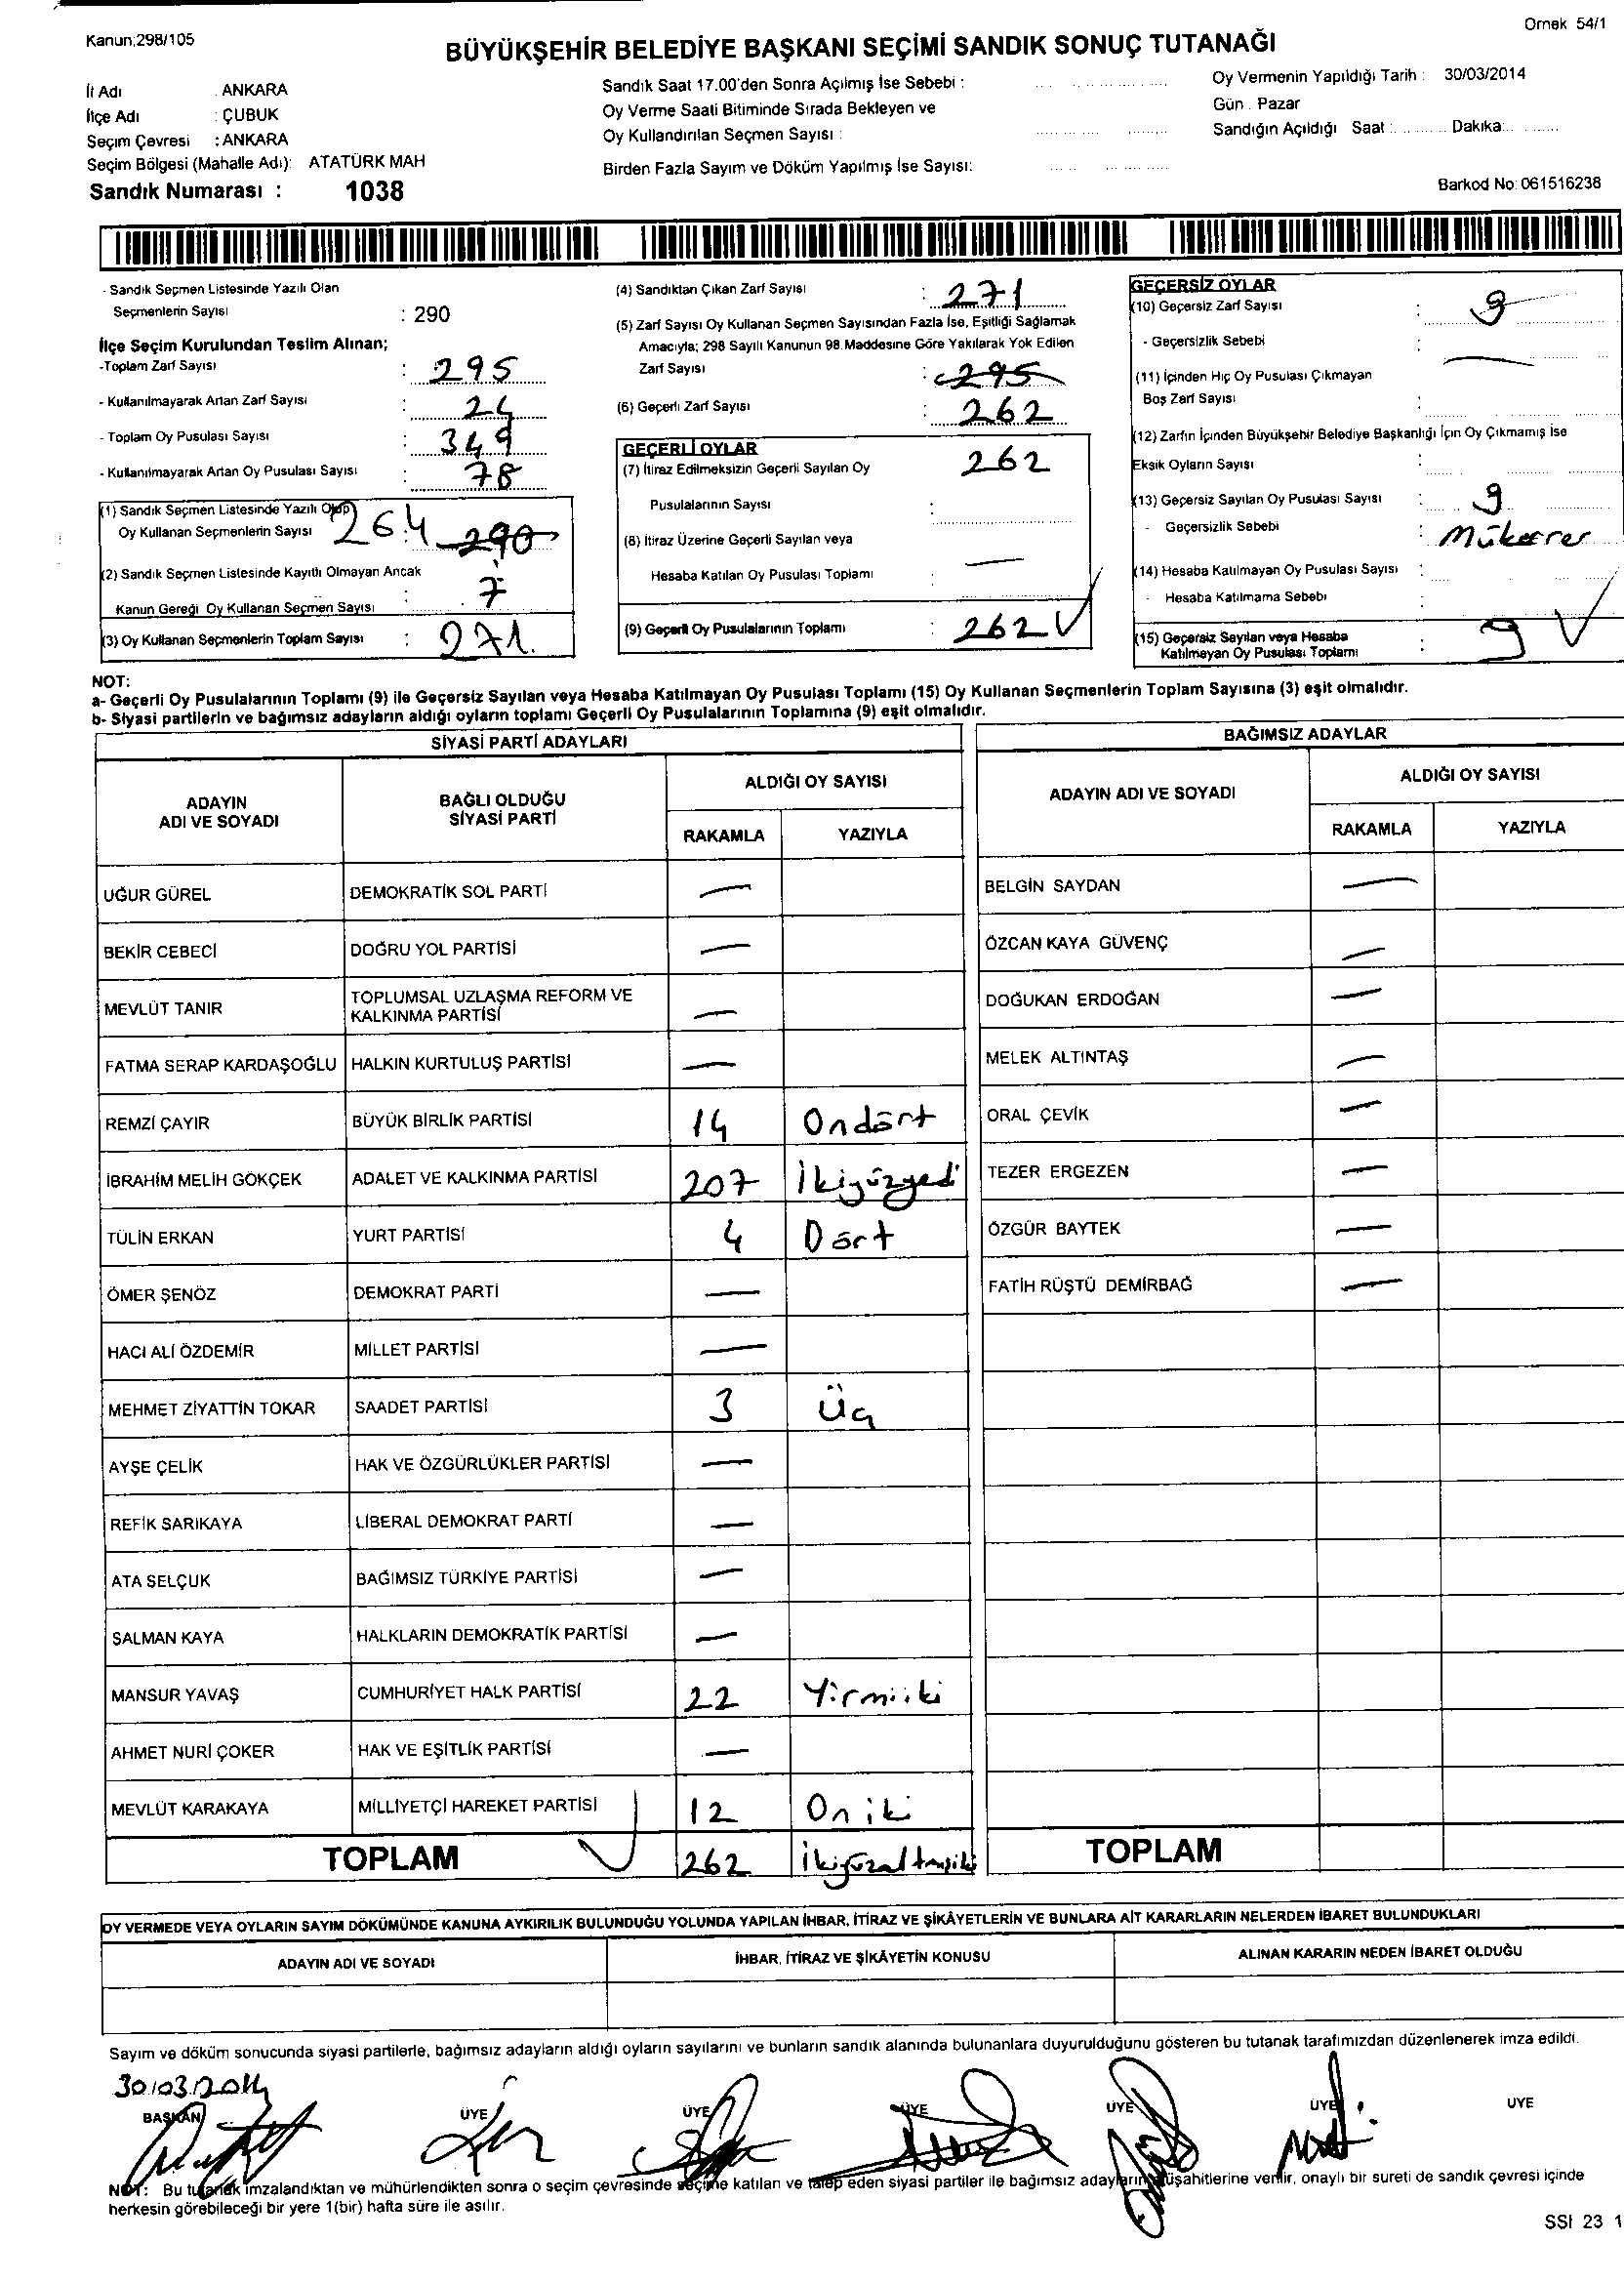 Kanun;298/105
Örnek 54/1
BÜYÜKŞEHİR BELEDİYE BAŞKANI SEÇİMİ SANDIK SONUÇ TUTANAĞI
İl Adı : ANKARA
İlçe Adı : ÇUBUK
Seçim Çevresi : ANKARA
Seçim Bölgesi (Mahalle Adı): ATATÜRK MAH
Sandık Numarası : 1038
Sandık Saat 17.00'den Sonra Açılmış İse Sebebi :
Oy Verme Saati Bitiminde Sırada Bekleyen ve
Oy Kullandırılan Seçmen Sayısı :
Birden Fazla Sayım ve Döküm Yapılmış İse Sayısı:
Oy Vermenin Yapıldığı Tarih : 30/03/2014
Gün : Pazar
Sandığın Açıldığı Saat : Dakika:
Barkod No: 061516238
- Sandık Seçmen Listesinde Yazılı Olan
Seçmenlerin Sayısı : 290
İlçe Seçim Kurulundan Teslim Alınan;
-Toplam Zarf Sayısı : 295
- Kullanılmayarak Artan Zarf Sayısı : 24
- Toplam Oy Pusulası Sayısı : 349
- Kullanılmayarak Artan Oy Pusulası Sayısı : 78
(1) Sandık Seçmen Listesinde Yazılı Olup
Oy Kullanan Seçmenlerin Sayısı 264 290
(2) Sandık Seçmen Listesinde Kayıtlı Olmayan Ancak
Kanun Gereği Oy Kullanan Seçmen Sayısı : 7
(3) Oy Kullanan Seçmenlerin Toplam Sayısı : 271.
(4) Sandıktan Çıkan Zarf Sayısı : 271
(5) Zarf Sayısı Oy Kullanan Seçmen Sayısından Fazla İse, Eşitliği Sağlamak
Amacıyla; 298 Sayılı Kanunun 98.Maddesine Göre Yakılarak Yok Edilen
Zarf Sayısı : 295
(6) Geçerli Zarf Sayısı : 262
GEÇERLİ OYLAR
(7) İtiraz Edilmeksizin Geçerli Sayılan Oy 262
Pusulalarının Sayısı :
(8) İtiraz Üzerine Geçerli Sayılan veya
Hesaba Katılan Oy Pusulası Toplamı : —
(9) Geçerli Oy Pusulalarının Toplamı : 262 ✓
GEÇERSİZ OYLAR
(10) Geçersiz Zarf Sayısı : 9
- Geçersizlik Sebebi : —
(11) İçinden Hiç Oy Pusulası Çıkmayan
Boş Zarf Sayısı :
(12) Zarfın İçinden Büyükşehir Belediye Başkanlığı İçin Oy Çıkmamış İse
Eksik Oyların Sayısı :
(13) Geçersiz Sayılan Oy Pusulası Sayısı : 9
- Geçersizlik Sebebi : Mükerrer
(14) Hesaba Katılmayan Oy Pusulası Sayısı :
- Hesaba Katılmama Sebebi :
(15) Geçersiz Sayılan veya Hesaba
Katılmayan Oy Pusulası Toplamı : 9 ✓
NOT:
a- Geçerli Oy Pusulalarının Toplamı (9) ile Geçersiz Sayılan veya Hesaba Katılmayan Oy Pusulası Toplamı (15) Oy Kullanan Seçmenlerin Toplam Sayısına (3) eşit olmalıdır.
b- Siyasi partilerin ve bağımsız adayların aldığı oyların toplamı Geçerli Oy Pusulalarının Toplamına (9) eşit olmalıdır.
SİYASİ PARTİ ADAYLARI
ADAYIN ADI VE SOYADI BAĞLI OLDUĞU SİYASİ PARTİ ALDIĞI OY SAYISI
RAKAMLA YAZIYLA
UĞUR GÜREL DEMOKRATİK SOL PARTİ —
BEKİR CEBECİ DOĞRU YOL PARTİSİ —
MEVLÜT TANIR TOPLUMSAL UZLAŞMA REFORM VE KALKINMA PARTİSİ —
FATMA SERAP KARDAŞOĞLU HALKIN KURTULUŞ PARTİSİ —
REMZİ ÇAYIR BÜYÜK BİRLİK PARTİSİ 14 Ondört
İBRAHİM MELİH GÖKÇEK ADALET VE KALKINMA PARTİSİ 207 İkiyüzyedi
TÜLİN ERKAN YURT PARTİSİ 4 Dört
ÖMER ŞENÖZ DEMOKRAT PARTİ —
HACI ALİ ÖZDEMİR MİLLET PARTİSİ —
MEHMET ZİYATTİN TOKAR SAADET PARTİSİ 3 Üç
AYŞE ÇELİK HAK VE ÖZGÜRLÜKLER PARTİSİ —
REFİK SARIKAYA LİBERAL DEMOKRAT PARTİ —
ATA SELÇUK BAĞIMSIZ TÜRKİYE PARTİSİ —
SALMAN KAYA HALKLARIN DEMOKRATİK PARTİSİ —
MANSUR YAVAŞ CUMHURİYET HALK PARTİSİ 22 Yirmiiki
AHMET NURİ ÇOKER HAK VE EŞİTLİK PARTİSİ —
MEVLÜT KARAKAYA MİLLİYETÇİ HAREKET PARTİSİ 12 Oniki
TOPLAM ✓ 262 İkiyüzaltmışiki
BAĞIMSIZ ADAYLAR
ADAYIN ADI VE SOYADI ALDIĞI OY SAYISI
RAKAMLA YAZIYLA
BELGİN SAYDAN —
ÖZCAN KAYA GÜVENÇ —
DOĞUKAN ERDOĞAN —
MELEK ALTINTAŞ —
ORAL ÇEVİK —
TEZER ERGEZEN —
ÖZGÜR BAYTEK —
FATİH RÜŞTÜ DEMİRBAĞ —
TOPLAM
OY VERMEDE VEYA OYLARIN SAYIM DÖKÜMÜNDE KANUNA AYKIRILIK BULUNDUĞU YOLUNDA YAPILAN İHBAR, İTİRAZ VE ŞİKÂYETLERİN VE BUNLARA AİT KARARLARIN NELERDEN İBARET BULUNDUKLARI
ADAYIN ADI VE SOYADI İHBAR, İTİRAZ VE ŞİKÂYETİN KONUSU ALINAN KARARIN NEDEN İBARET OLDUĞU
Sayım ve döküm sonucunda siyasi partilerle, bağımsız adayların aldığı oyların sayılarını ve bunların sandık alanında bulunanlara duyurulduğunu gösteren bu tutanak tarafımızdan düzenlenerek imza edildi.
30.03.2014
BAŞKAN ÜYE ÜYE ÜYE ÜYE ÜYE ÜYE
NOT: Bu tutanak imzalandıktan ve mühürlendikten sonra o seçim çevresinde seçime katılan ve talep eden siyasi partiler ile bağımsız adayların müşahitlerine verilir, onaylı bir sureti de sandık çevresi içinde
herkesin görebileceği bir yere 1(bir) hafta süre ile asılır.
SSI 23 1